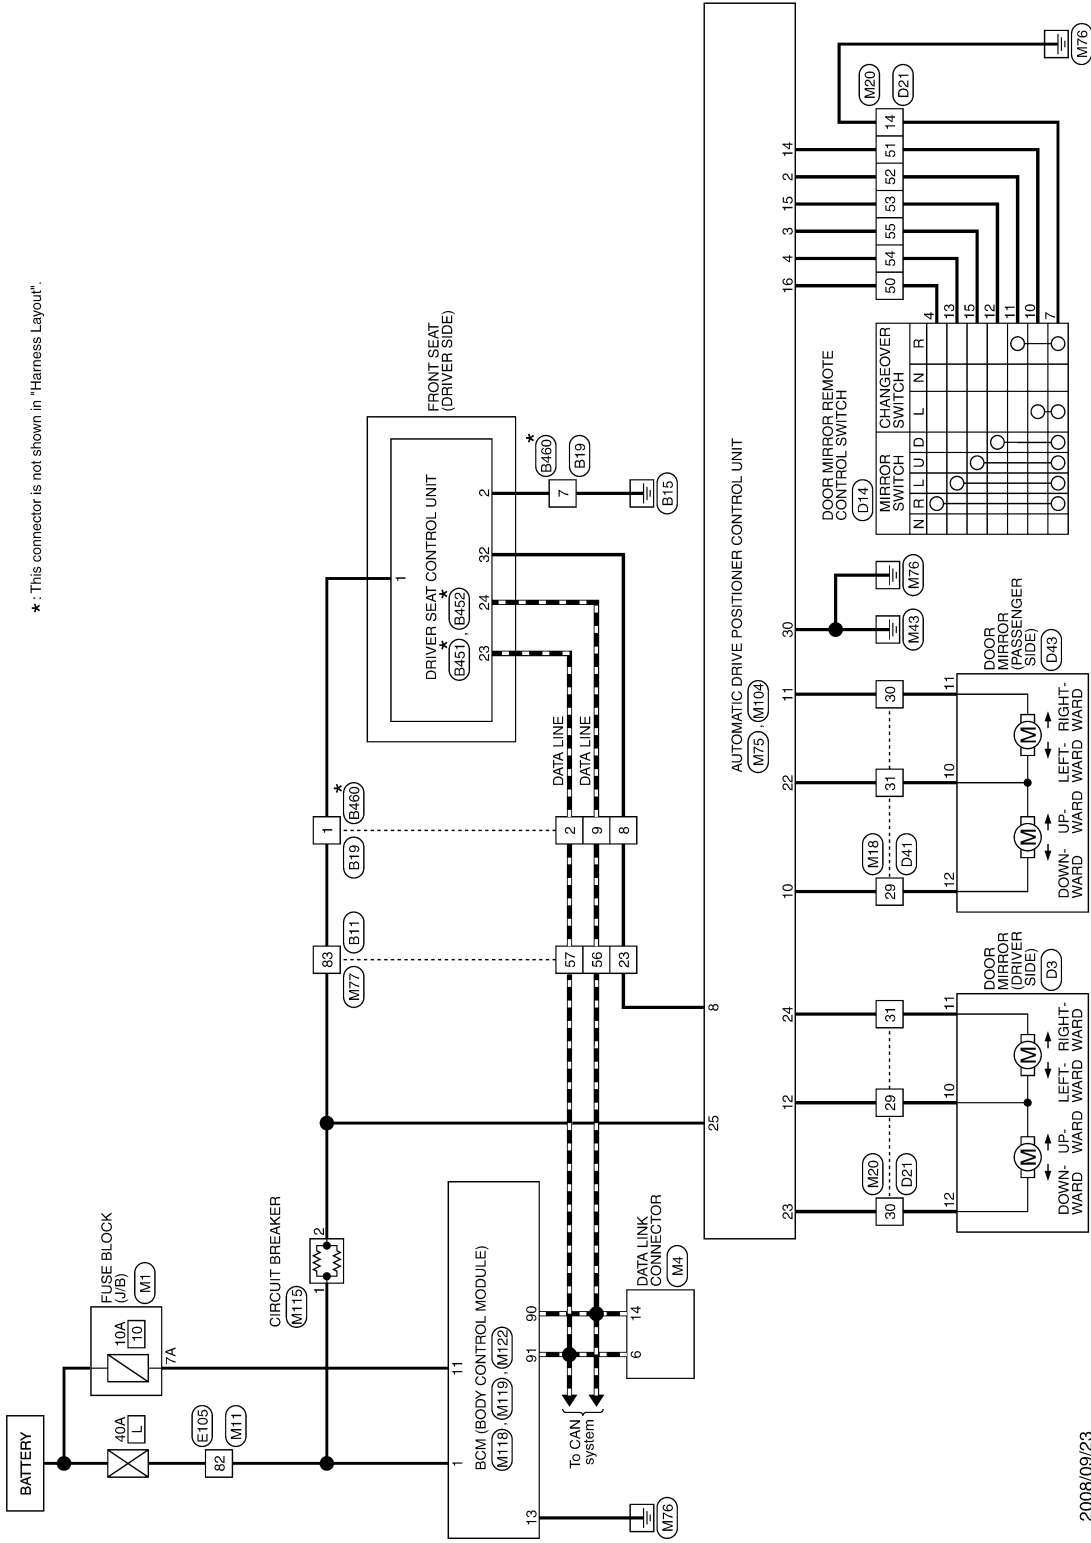 * : This connector is not shown in "Harness Layout".
BATTERY
40A
L
E105
82
M11
FUSE BLOCK
(J/B)
M1
10A
10
7A
CIRCUIT BREAKER
M115
1
2
1
11
BCM (BODY CONTROL MODULE)
M118 , M119 , M122
13
91
90
M76
To CAN
system
DATA LINK
CONNECTOR
M4
6
14
83
M77
B11
57
56
23
1
B19
*
B460
2
9
8
DATA LINE
DATA LINE
FRONT SEAT
(DRIVER SIDE)
1
DRIVER SEAT CONTROL UNIT
* *
B451 , B452
23
24
32
2
*
B460
7
B19
B15
25
8
AUTOMATIC DRIVE POSITIONER CONTROL UNIT
M75 , M104
23
12
24
10
22
11
30
16
4
3
15
2
14
M20
30
D21
29
31
12
10
11
DOOR
MIRROR
(DRIVER
SIDE)
D3
M
M
DOWN-
WARD
UP-
WARD
LEFT-
WARD
RIGHT-
WARD
M18
29
D41
31
30
12
10
11
DOOR
MIRROR
(PASSENGER
SIDE)
D43
M
M
DOWN-
WARD
UP-
WARD
LEFT-
WARD
RIGHT-
WARD
M43
M76
DOOR MIRROR REMOTE
CONTROL SWITCH
D14
MIRROR
SWITCH
CHANGEOVER
SWITCH
N R L U D L N R
4
13
15
12
11
10
7
50
54
55
53
52
51
14
M20
D21
M76
2008/09/23